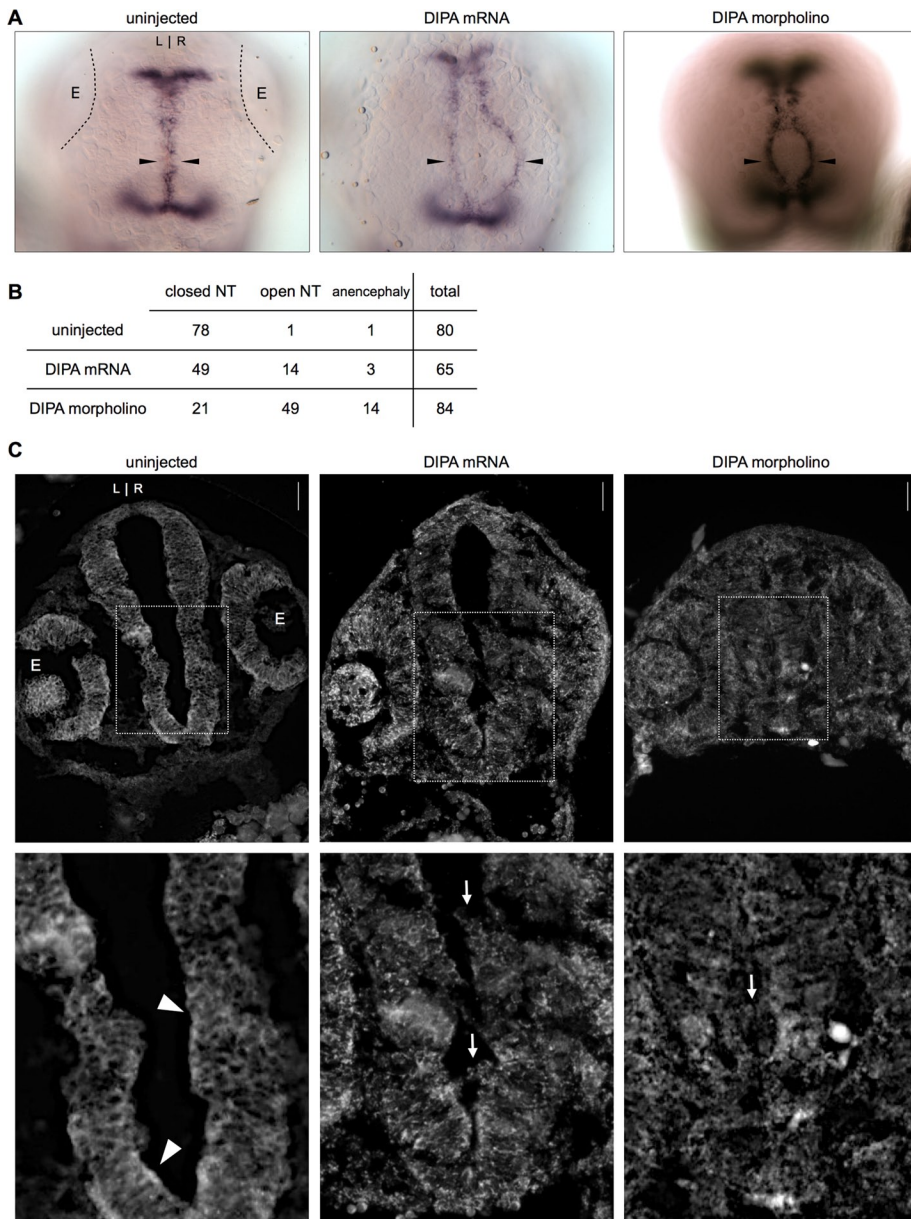 A
uninjected
DIPA mRNA
DIPA morpholino
L | R
E
E
B
closed NT open NT anencephaly total
uninjected 78 1 1 80
DIPA mRNA 49 14 3 65
DIPA morpholino 21 49 14 84
C
uninjected
DIPA mRNA
DIPA morpholino
L | R
E
E